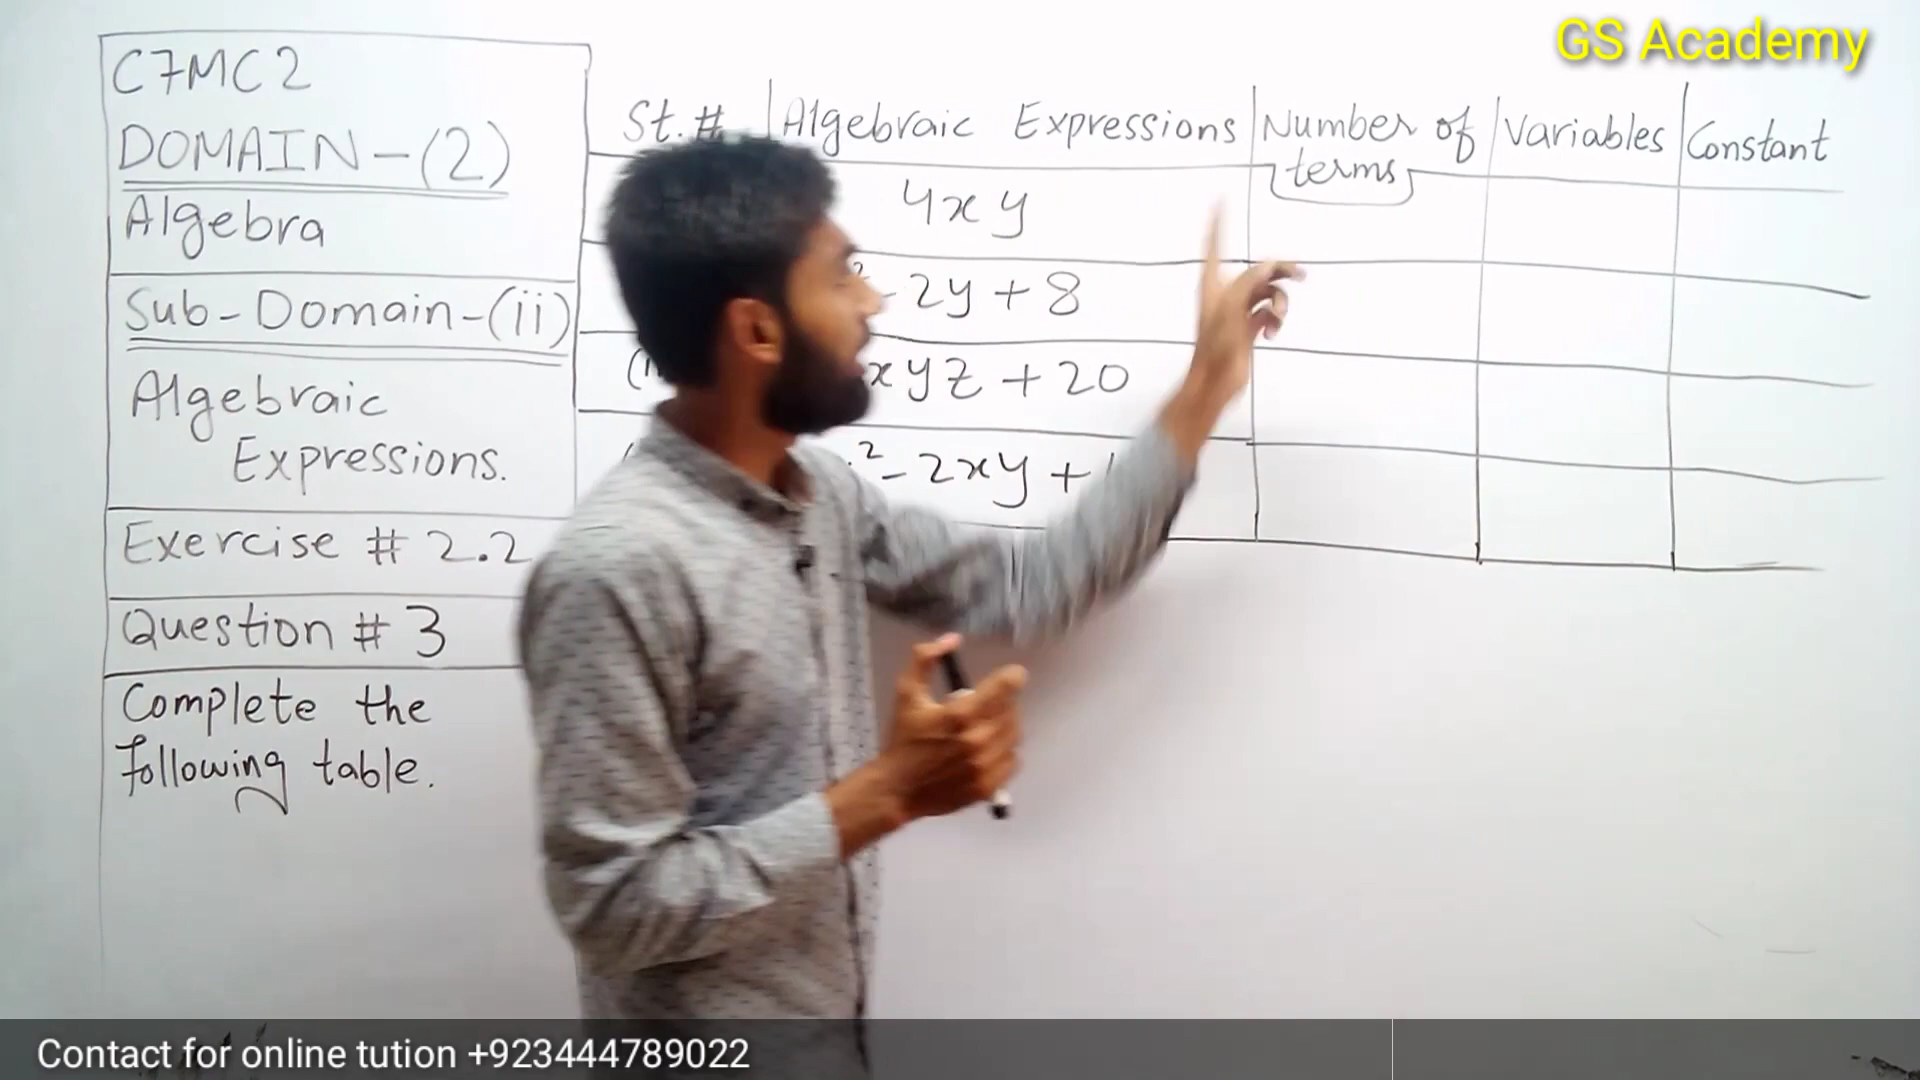 GS Academy
C7MC2
DOMAIN-(2)
Algebra
Sub-Domain-(ii)
Algebraic
Expressions.
Exercise # 2.2
Question # 3
Complete the
following table.
St.# Algebraic Expressions Number of terms Variables Constant
4xy
2y + 8
xyz + 20
² - 2xy +
Contact for online tution +923444789022